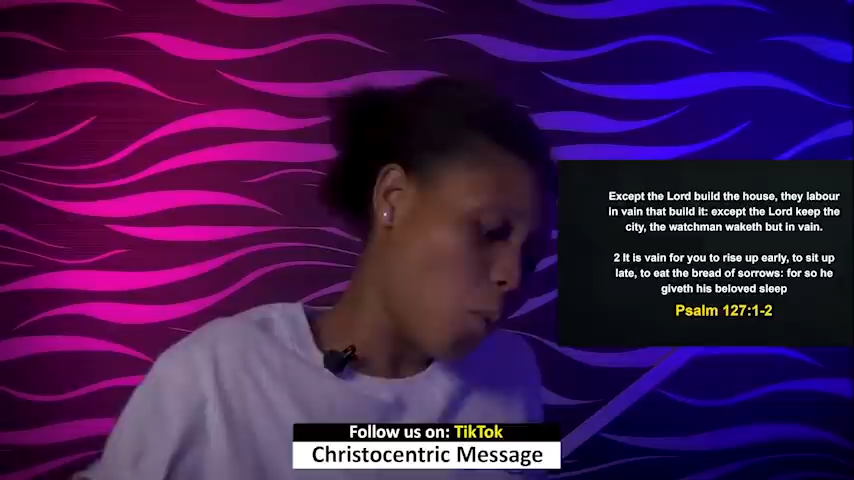 Except the Lord build the house, they labour
in vain that build it: except the Lord keep the
city, the watchman waketh but in vain.
2 It is vain for you to rise up early, to sit up
late, to eat the bread of sorrows: for so he
giveth his beloved sleep
Psalm 127:1-2
Follow us on: TikTok
Christocentric Message